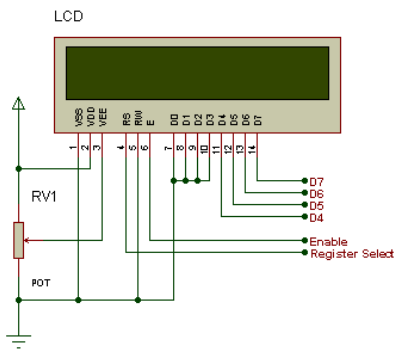 LCD
VSS VDD VEE RS RW E D0 D1 D2 D3 D4 D5 D6 D7
1 2 3 4 5 6 7 8 9 10 11 12 13 14
RV1
D7
D6
D5
D4
Enable
Register Select
POT